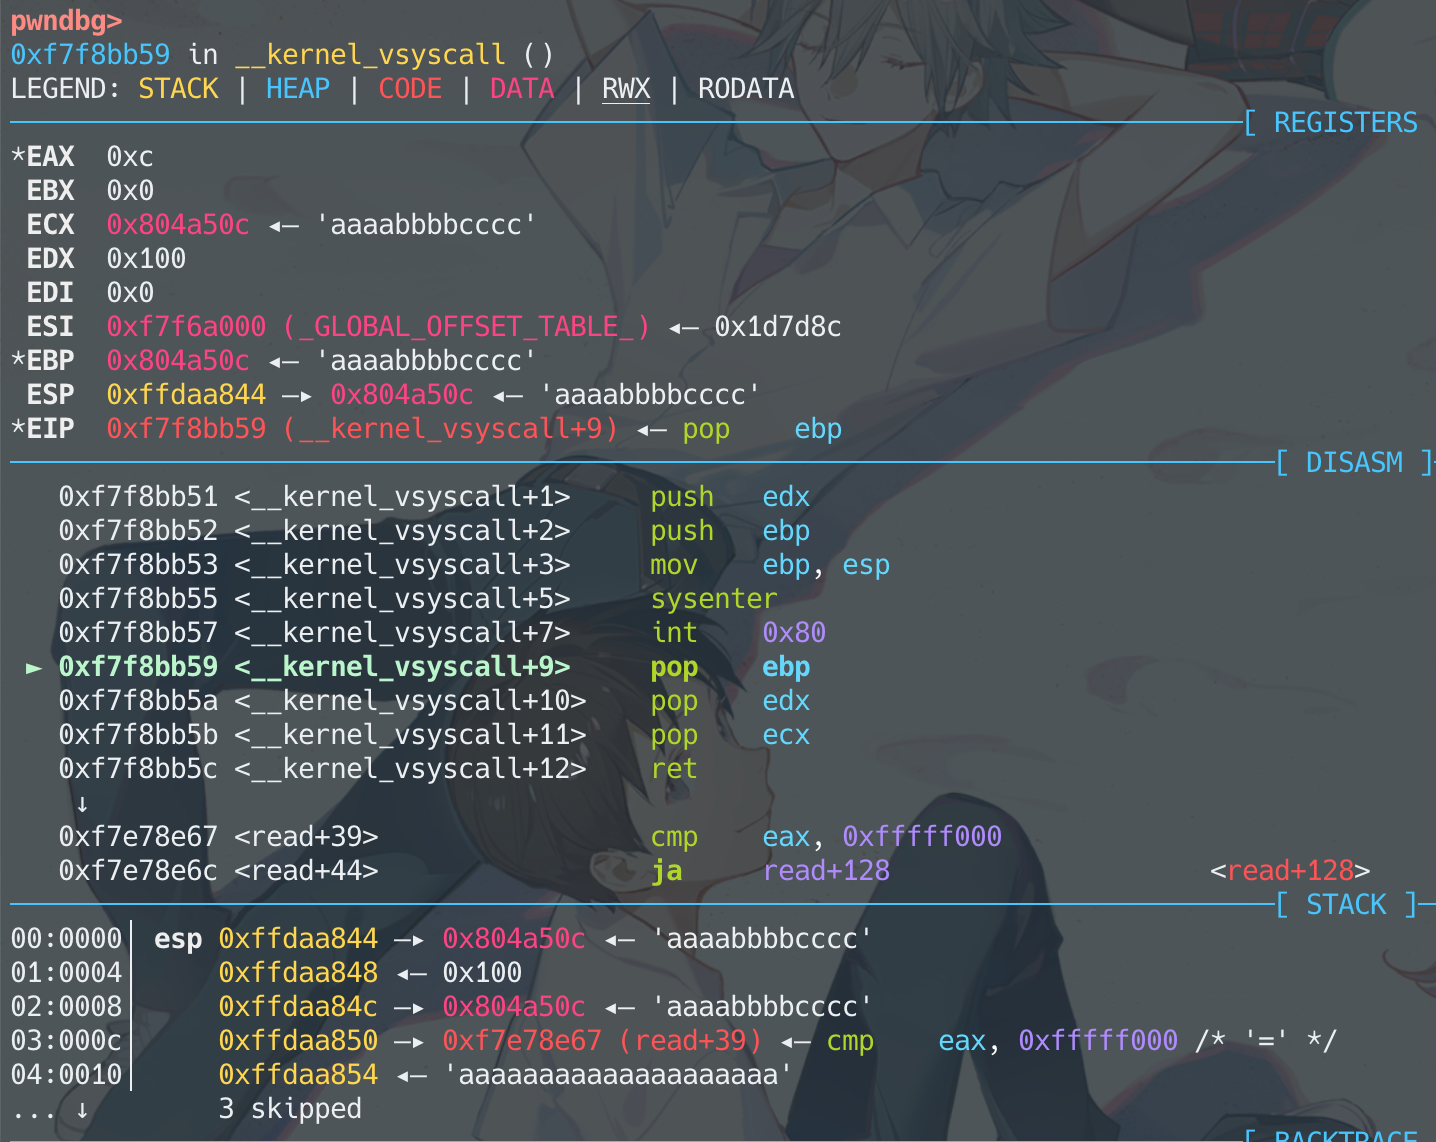 pwndbg>
0xf7f8bb59 in __kernel_vsyscall ()
LEGEND: STACK | HEAP | CODE | DATA | RWX | RODATA
[ REGISTERS
*EAX  0xc
 EBX  0x0
 ECX  0x804a50c ◂— 'aaaabbbbcccc'
 EDX  0x100
 EDI  0x0
 ESI  0xf7f6a000 (_GLOBAL_OFFSET_TABLE_) ◂— 0x1d7d8c
*EBP  0x804a50c ◂— 'aaaabbbbcccc'
 ESP  0xffdaa844 —▸ 0x804a50c ◂— 'aaaabbbbcccc'
*EIP  0xf7f8bb59 (__kernel_vsyscall+9) ◂— pop    ebp
[ DISASM ]
   0xf7f8bb51 <__kernel_vsyscall+1>     push   edx
   0xf7f8bb52 <__kernel_vsyscall+2>     push   ebp
   0xf7f8bb53 <__kernel_vsyscall+3>     mov    ebp, esp
   0xf7f8bb55 <__kernel_vsyscall+5>     sysenter
   0xf7f8bb57 <__kernel_vsyscall+7>     int    0x80
 ► 0xf7f8bb59 <__kernel_vsyscall+9>     pop    ebp
   0xf7f8bb5a <__kernel_vsyscall+10>    pop    edx
   0xf7f8bb5b <__kernel_vsyscall+11>    pop    ecx
   0xf7f8bb5c <__kernel_vsyscall+12>    ret
    ↓
   0xf7e78e67 <read+39>                 cmp    eax, 0xfffff000
   0xf7e78e6c <read+44>                 ja     read+128                    <read+128>
[ STACK ]
00:0000│ esp 0xffdaa844 —▸ 0x804a50c ◂— 'aaaabbbbcccc'
01:0004│     0xffdaa848 ◂— 0x100
02:0008│     0xffdaa84c —▸ 0x804a50c ◂— 'aaaabbbbcccc'
03:000c│     0xffdaa850 —▸ 0xf7e78e67 (read+39) ◂— cmp    eax, 0xfffff000 /* '=' */
04:0010│     0xffdaa854 ◂— 'aaaaaaaaaaaaaaaaaaaa'
... ↓        3 skipped
[ BACKTRACE